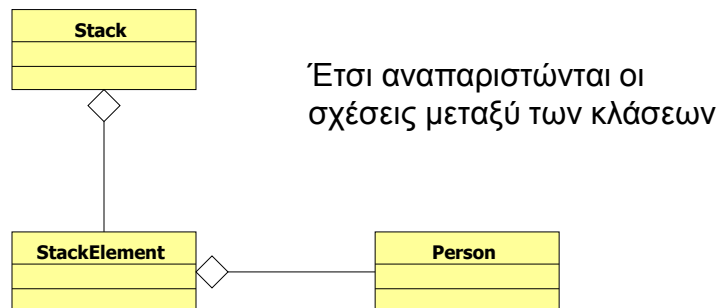 Stack
Έτσι αναπαριστώνται οι
σχέσεις μεταξύ των κλάσεων
StackElement
Person